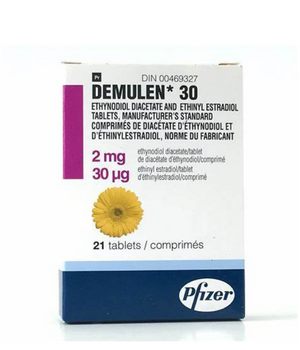 Pr
DIN 00469327
DEMULEN* 30
ETHYNODIOL DIACETATE AND ETHINYL ESTRADIOL
TABLETS, MANUFACTURER'S STANDARD
COMPRIMÉS DE DIACÉTATE D'ÉTHYNODIOL ET
D'ÉTHINYLESTRADIOL, NORME DU FABRICANT
2 mg
ethynodiol diacetate/tablet
de diacétate d'éthynodiol/comprimé
30 µg
ethinyl estradiol/tablet
d'éthinylestradiol/comprimé
21 tablets / comprimés
Pfizer